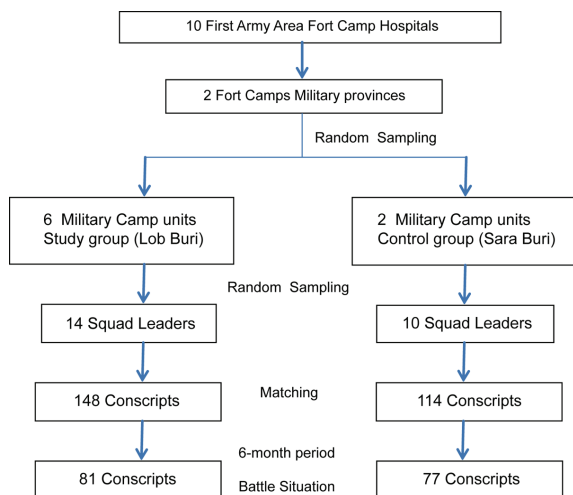 10 First Army Area Fort Camp Hospitals
2 Fort Camps Military provinces
Random Sampling
6 Military Camp units
Study group (Lob Buri)
2 Military Camp units
Control group (Sara Buri)
Random Sampling
14 Squad Leaders
10 Squad Leaders
148 Conscripts
Matching
114 Conscripts
6-month period
81 Conscripts
Battle Situation
77 Conscripts